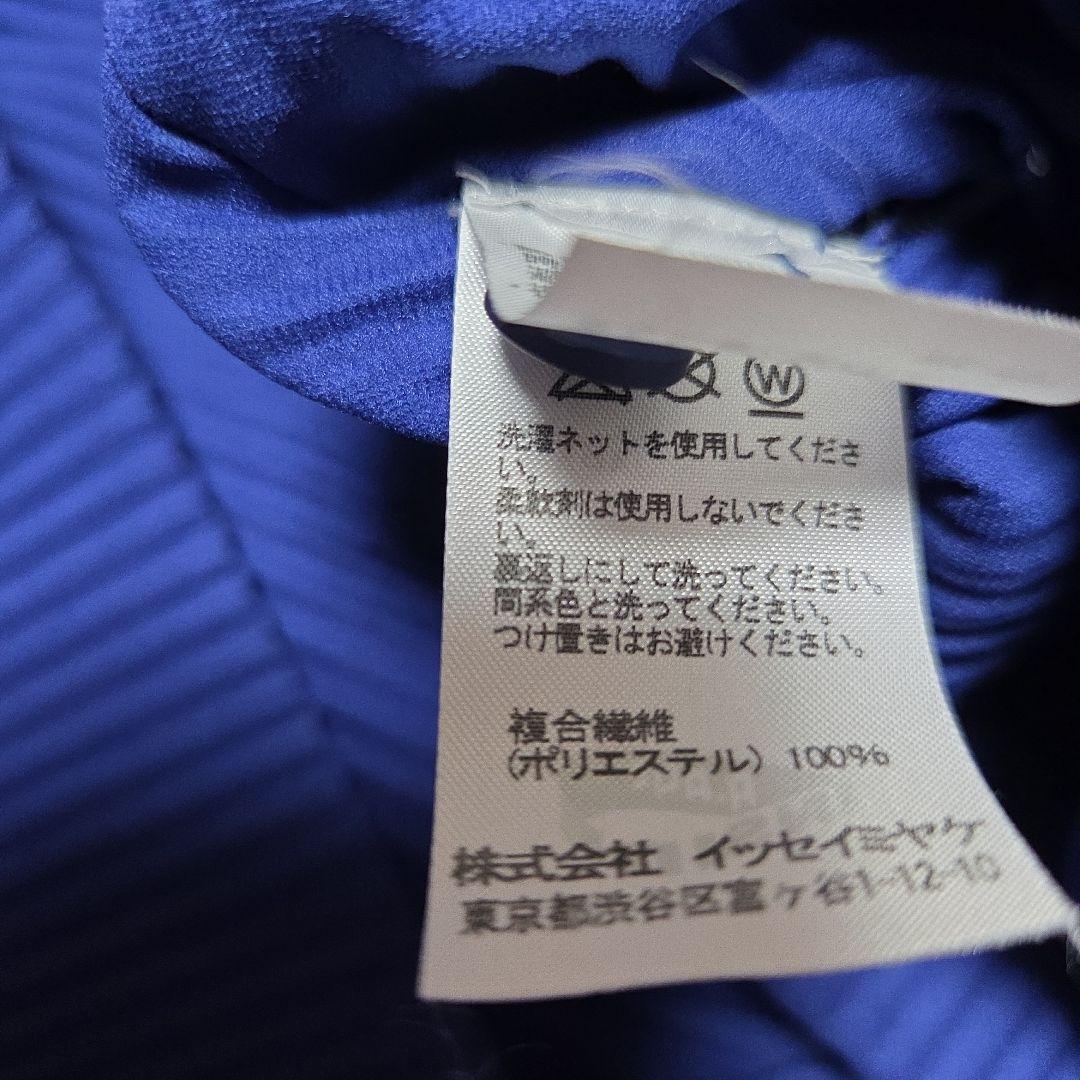 W
洗濯ネットを使用してくださ
い。
柔軟剤は使用しないでくださ
い。
裏返しにして洗ってください。
同系色と洗ってください。
つけ置きはお避けください。
複合繊維
(ポリエステル) 100%
株式会社 イッセイミヤケ
東京都渋谷区富ヶ谷1-12-10